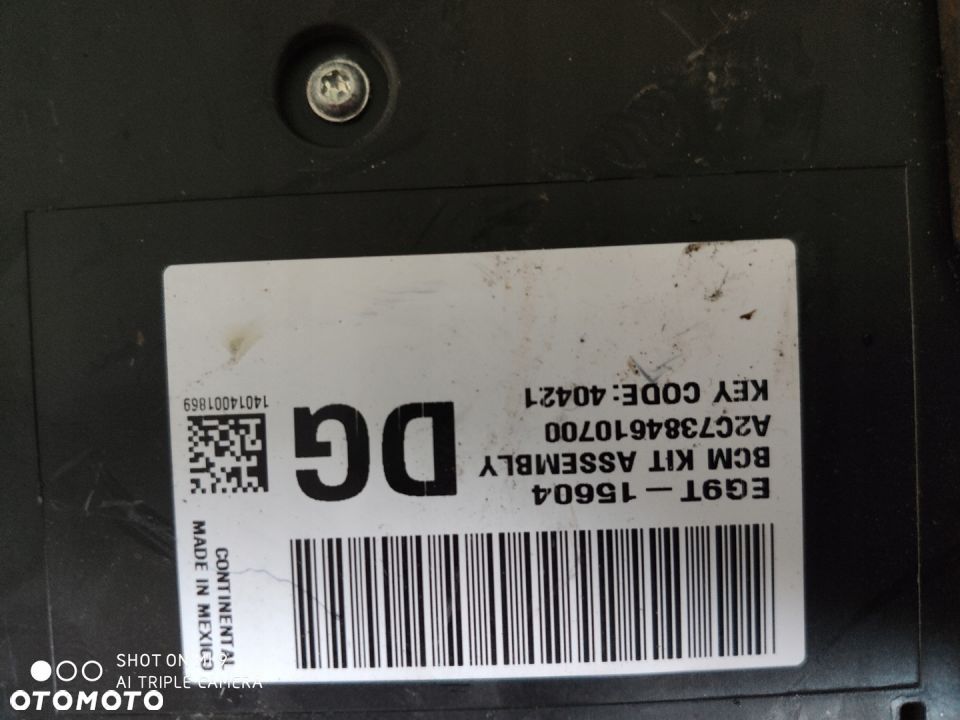 EG9T-15604
BCM KIT ASSEMBLY
A2C7384610700
KEY CODE:40421
DG
14014001869
CONTINENTAL
MADE IN MEXICO
SHOT ON
AI TRIPLE CAMERA
OTOMOTO